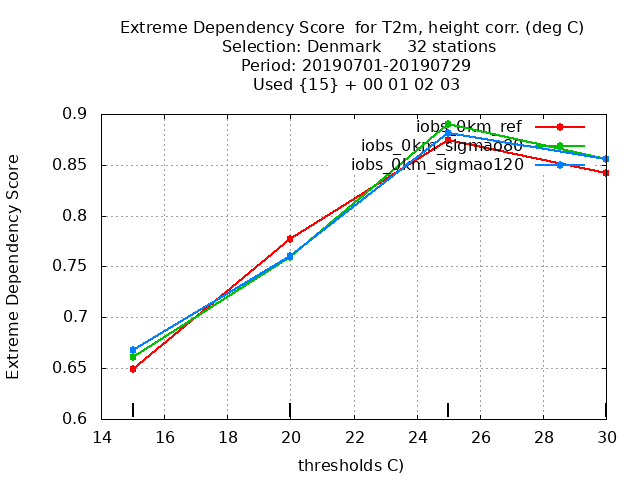 Extreme Dependency Score  for T2m, height corr. (deg C)
Selection: Denmark     32 stations
Period: 20190701-20190729
Used {15} + 00 01 02 03
Extreme Dependency Score
0.9
0.85
0.8
0.75
0.7
0.65
0.6
iobs_0km_ref
iobs_0km_sigmao80
iobs_0km_sigmao120
14 16 18 20 22 24 26 28 30
thresholds C)